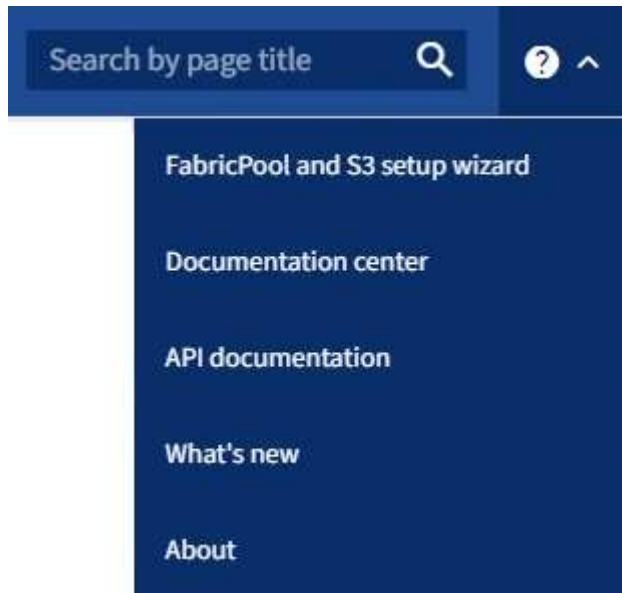 Search by page title
FabricPool and S3 setup wizard
Documentation center
API documentation
What's new
About